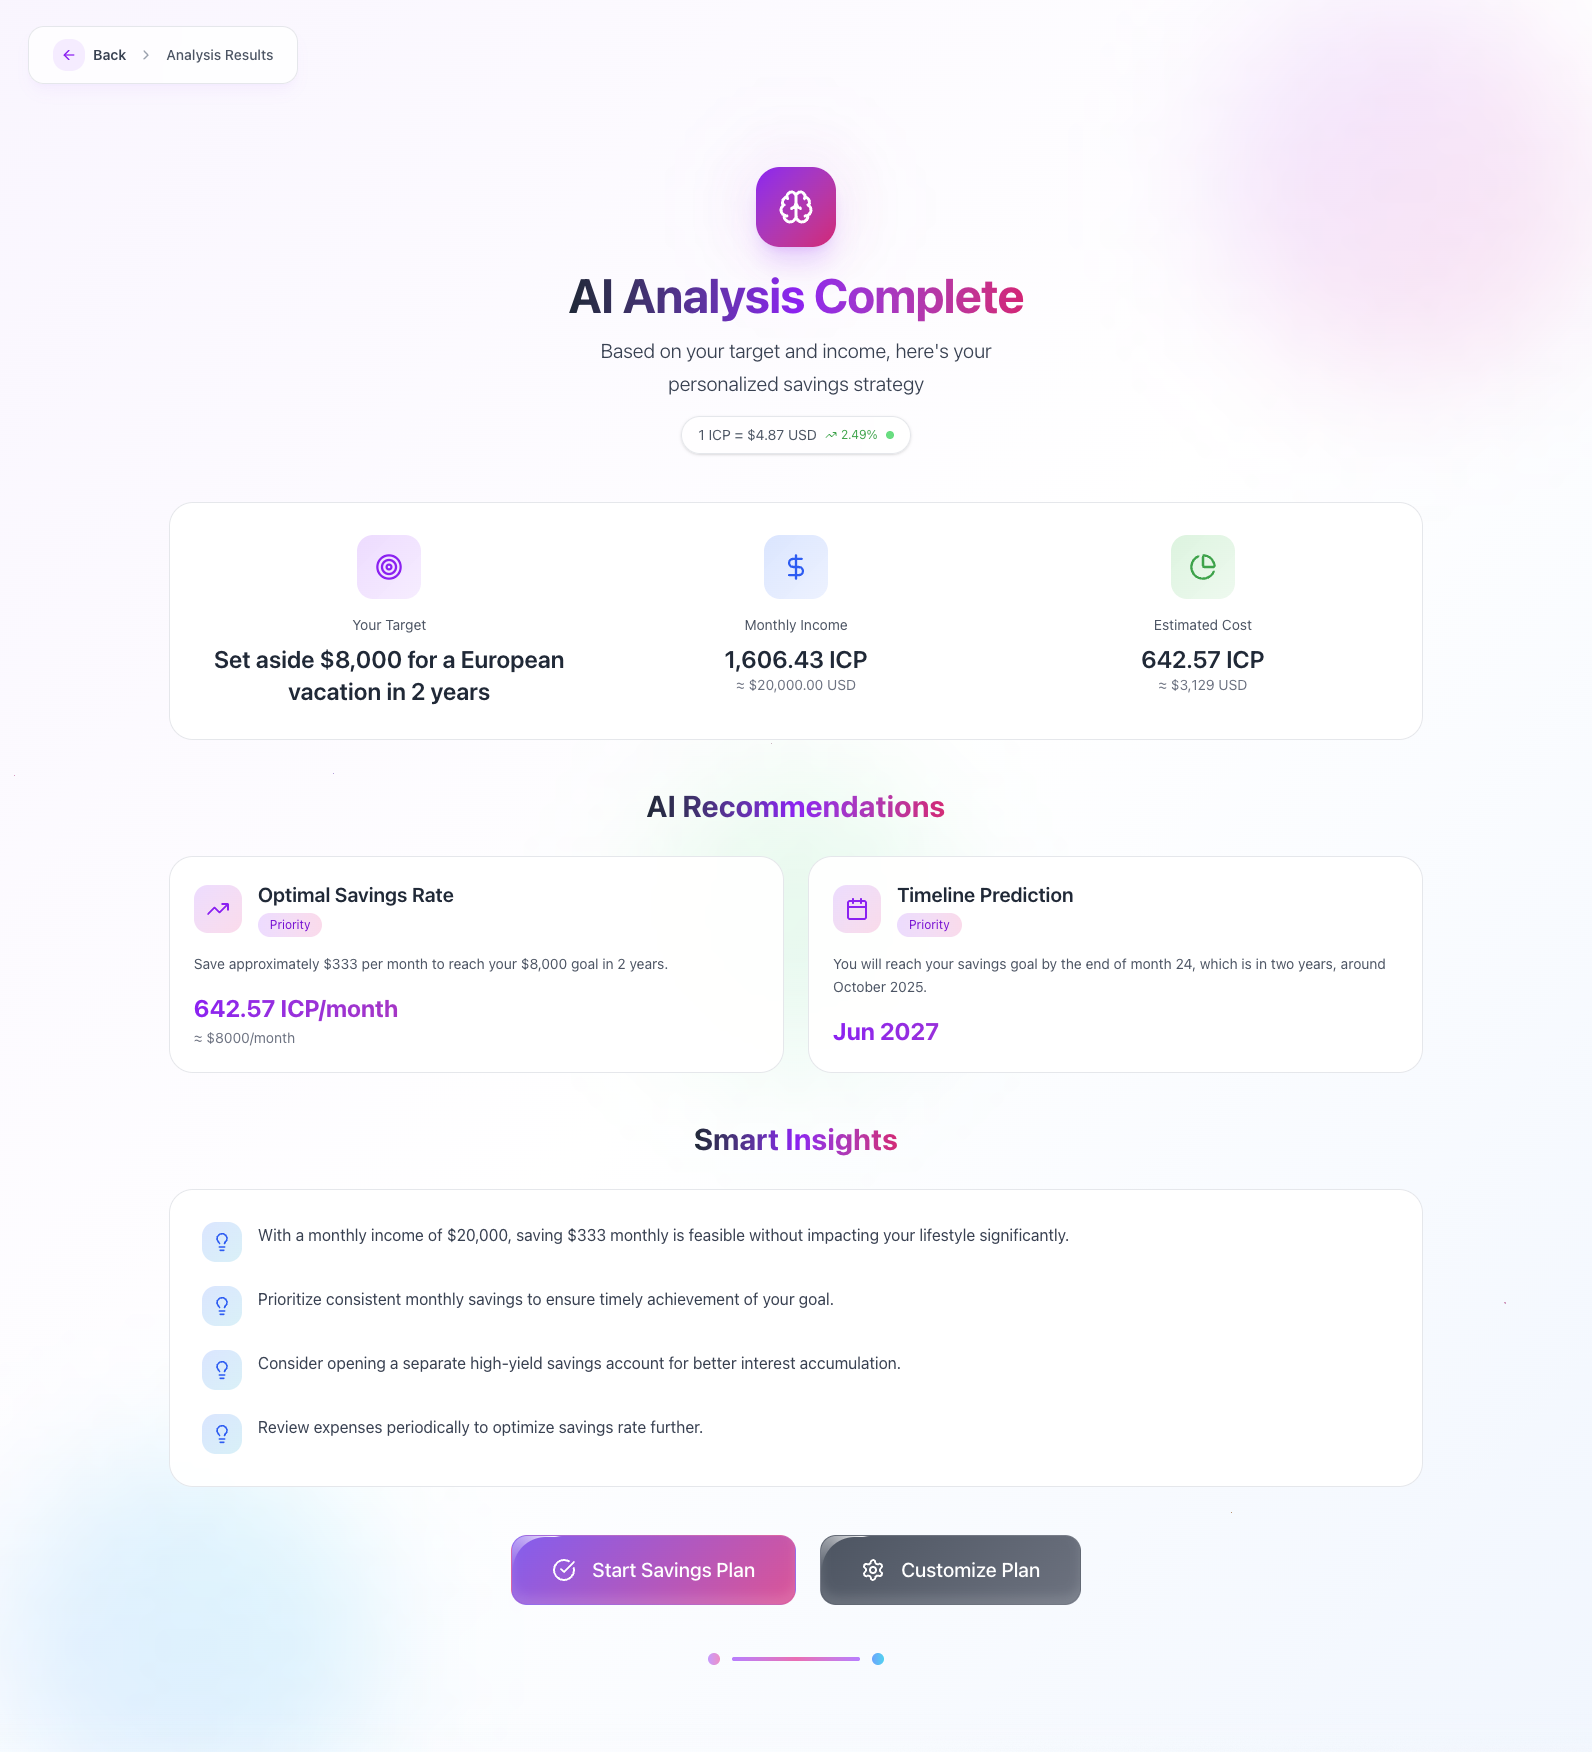 Back
Analysis Results
AI Analysis Complete
Based on your target and income, here's your
personalized savings strategy
1 ICP = $4.87 USD 2.49%
Your Target
Set aside $8,000 for a European
vacation in 2 years
Monthly Income
1,606.43 ICP
≈ $20,000.00 USD
Estimated Cost
642.57 ICP
≈ $3,129 USD
AI Recommendations
Optimal Savings Rate
Priority
Save approximately $333 per month to reach your $8,000 goal in 2 years.
642.57 ICP/month
≈ $8000/month
Timeline Prediction
Priority
You will reach your savings goal by the end of month 24, which is in two years, around
October 2025.
Jun 2027
Smart Insights
With a monthly income of $20,000, saving $333 monthly is feasible without impacting your lifestyle significantly.
Prioritize consistent monthly savings to ensure timely achievement of your goal.
Consider opening a separate high-yield savings account for better interest accumulation.
Review expenses periodically to optimize savings rate further.
Start Savings Plan
Customize Plan